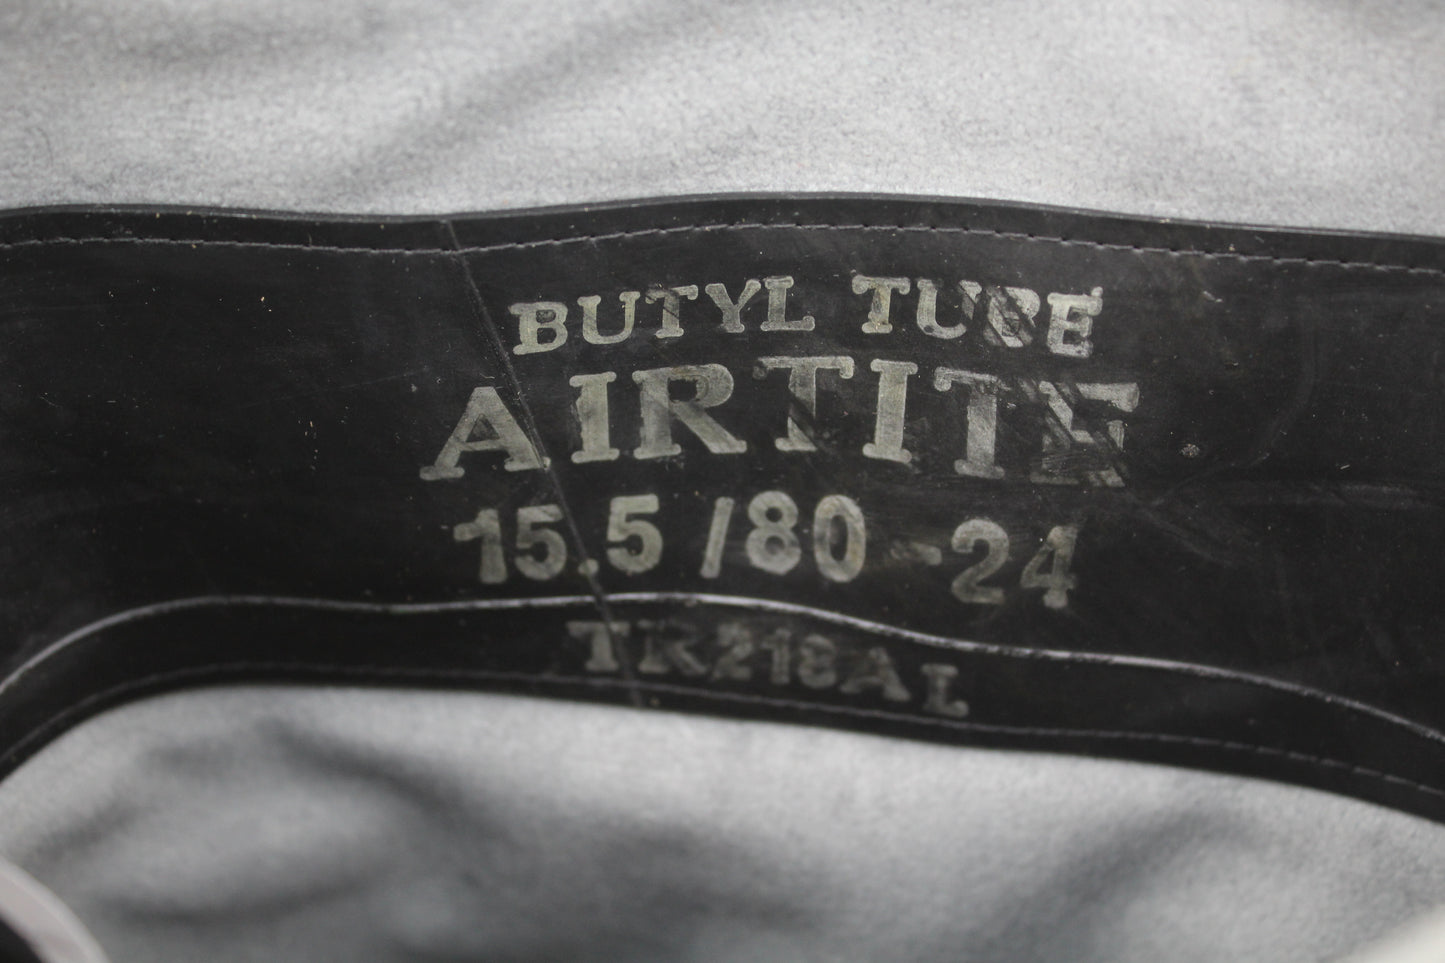 BUTYL TUBE
AIRTITE
15.5/80-24
TR218AL